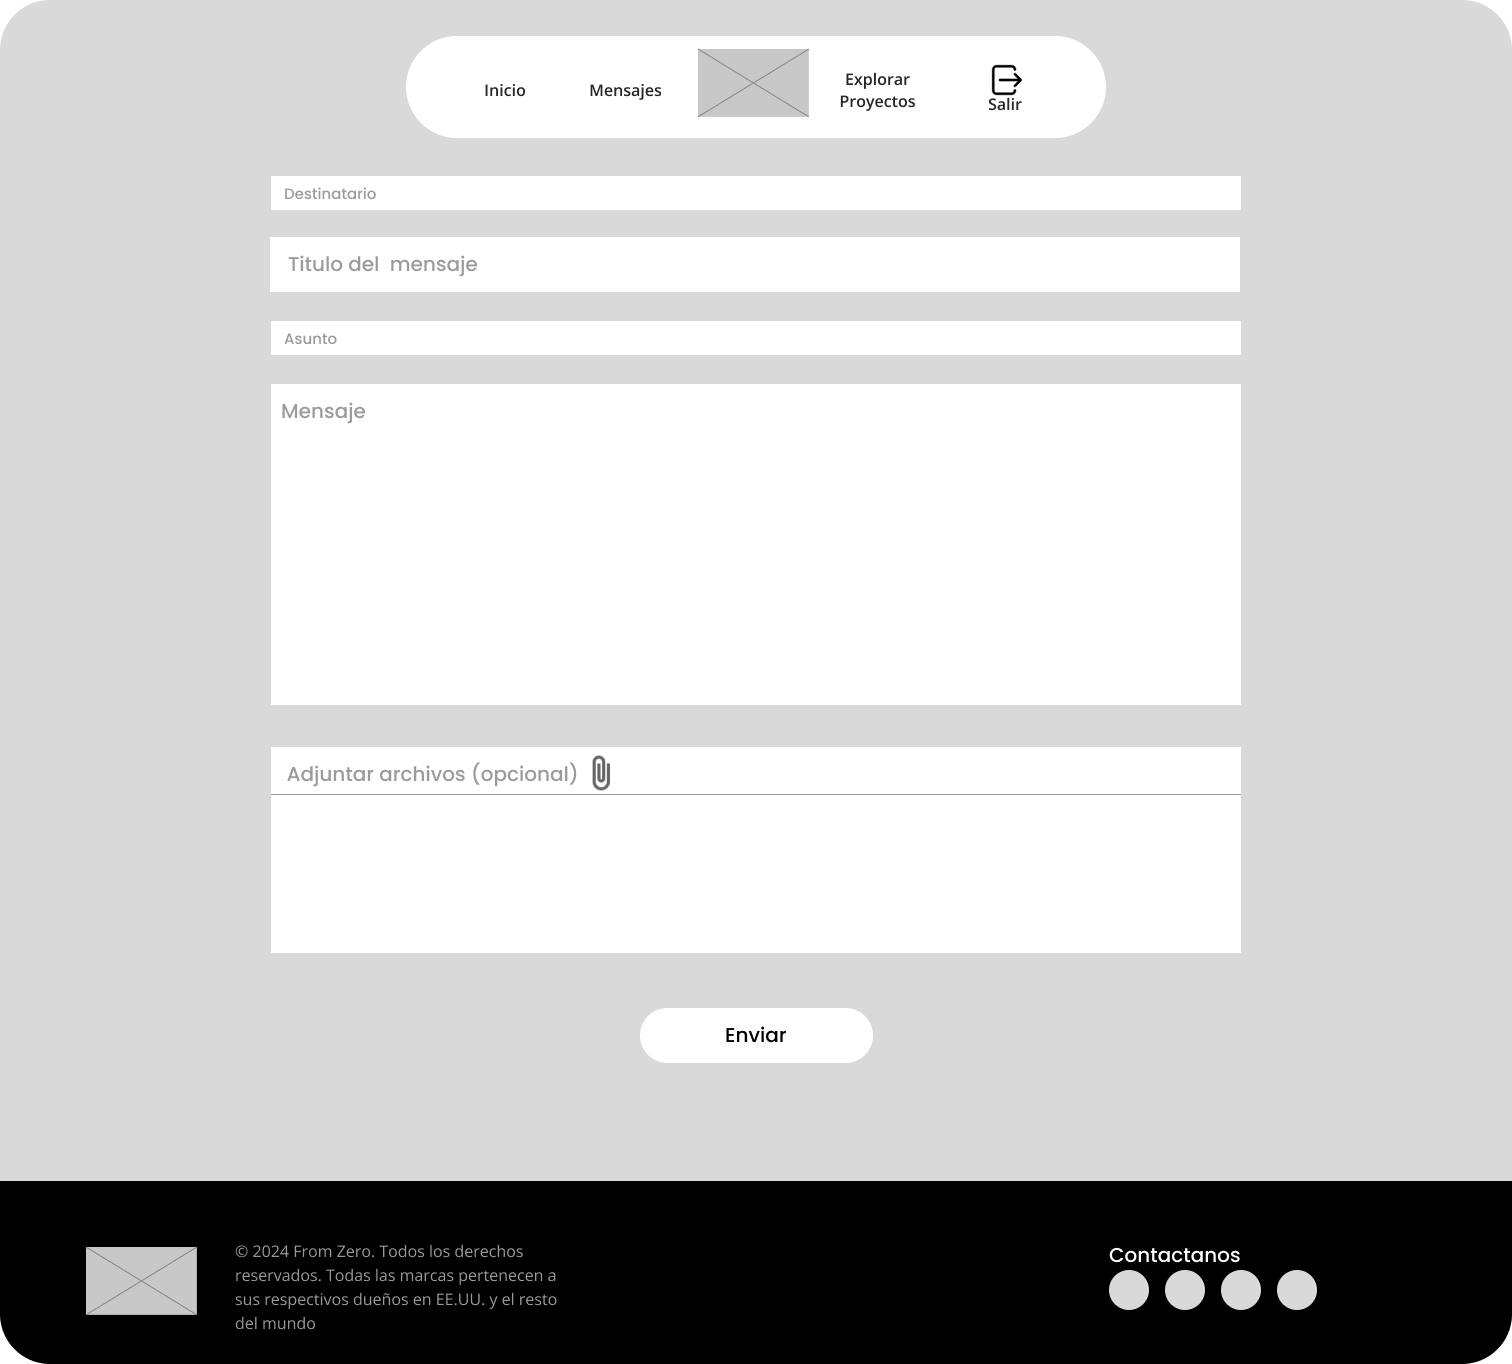 Inicio
Mensajes
Explorar
Proyectos
Salir
Destinatario
Titulo del  mensaje
Asunto
Mensaje
Adjuntar archivos (opcional)
Enviar
© 2024 From Zero. Todos los derechos
reservados. Todas las marcas pertenecen a
sus respectivos dueños en EE.UU. y el resto
del mundo
Contactanos